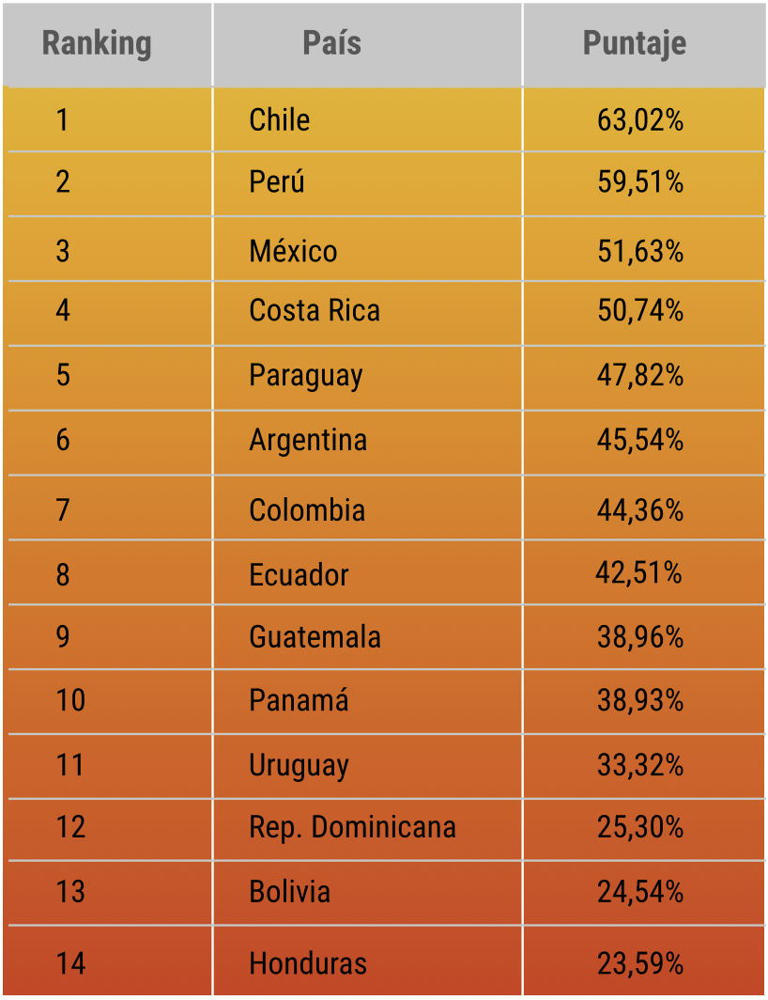 Ranking País Puntaje
1 Chile 63,02%
2 Perú 59,51%
3 México 51,63%
4 Costa Rica 50,74%
5 Paraguay 47,82%
6 Argentina 45,54%
7 Colombia 44,36%
8 Ecuador 42,51%
9 Guatemala 38,96%
10 Panamá 38,93%
11 Uruguay 33,32%
12 Rep. Dominicana 25,30%
13 Bolivia 24,54%
14 Honduras 23,59%